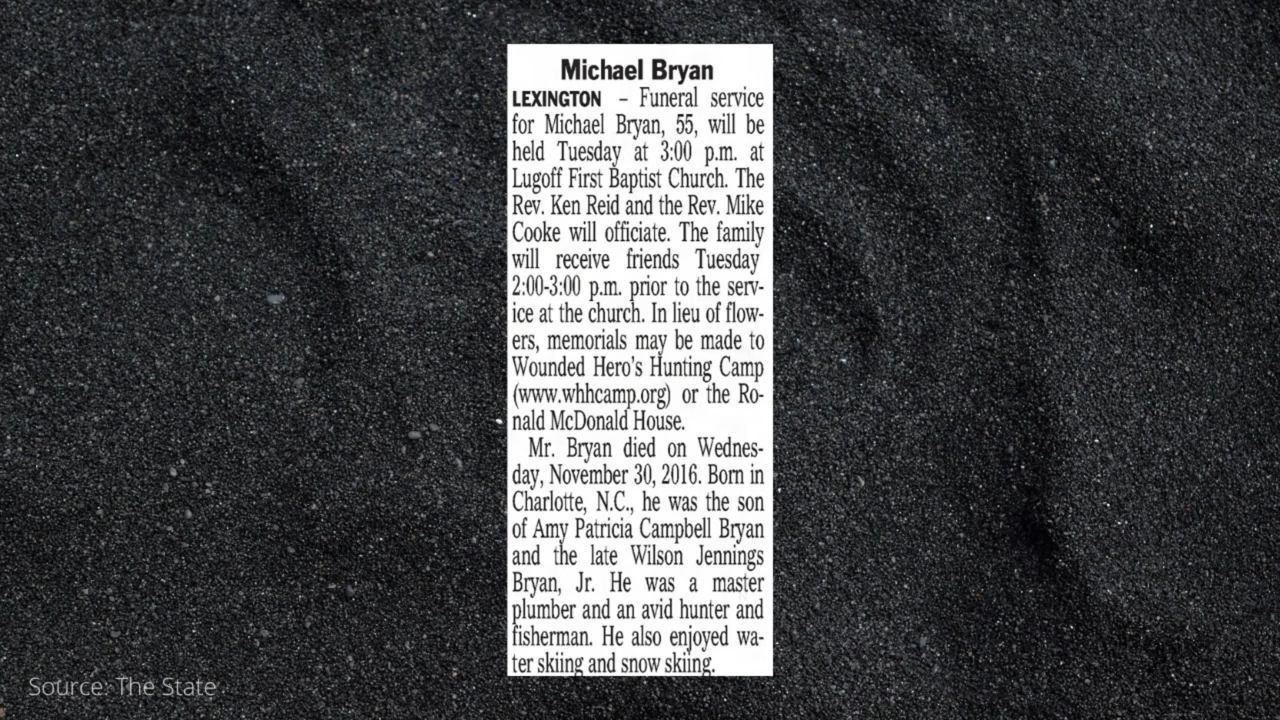 Michael Bryan
LEXINGTON – Funeral service
for Michael Bryan, 55, will be
held Tuesday at 3:00 p.m. at
Lugoff First Baptist Church. The
Rev. Ken Reid and the Rev. Mike
Cooke will officiate. The family
will receive friends Tuesday
2:00-3:00 p.m. prior to the serv-
ice at the church. In lieu of flow-
ers, memorials may be made to
Wounded Hero's Hunting Camp
(www.whhcamp.org) or the Ro-
nald McDonald House.
Mr. Bryan died on Wednes-
day, November 30, 2016. Born in
Charlotte, N.C., he was the son
of Amy Patricia Campbell Bryan
and the late Wilson Jennings
Bryan, Jr. He was a master
plumber and an avid hunter and
fisherman. He also enjoyed wa-
ter skiing and snow skiing.
Source: The State